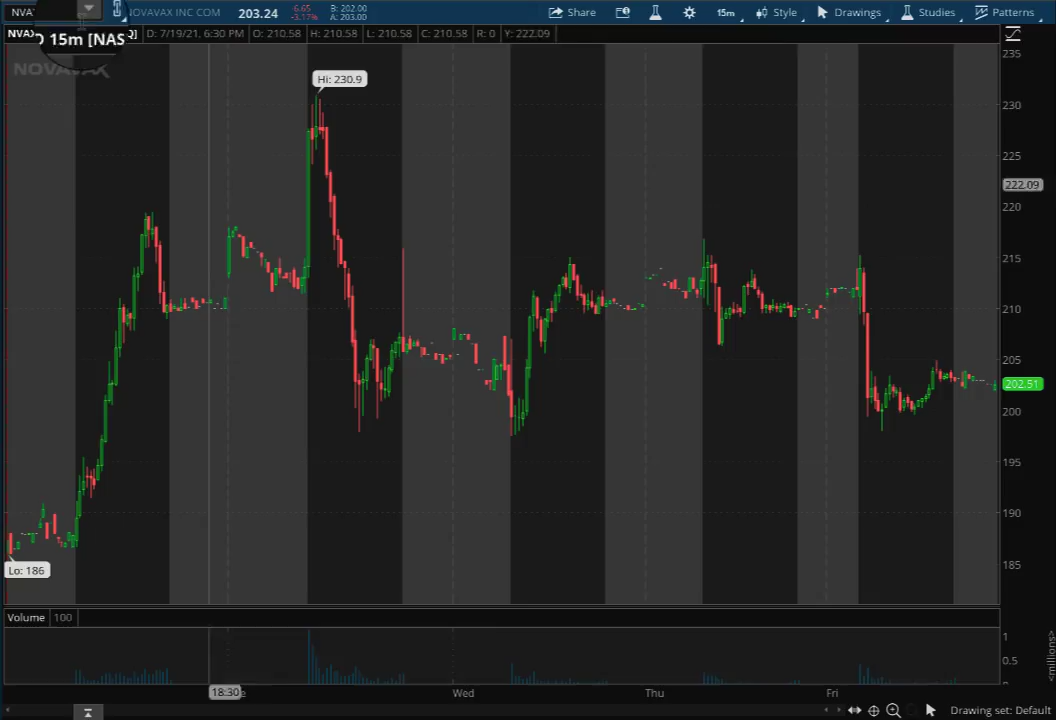 NVA NOVAVAX INC COM 203.24 6.65 -3.17% B: 202.00 A: 203.00 Share 15m Style Drawings Studies Patterns
NVAX 15m [NAS Q] D: 7/19/21, 6:30 PM O: 210.58 H: 210.58 L: 210.58 C: 210.58 R: 0 Y: 222.09
NOVAVAX
Hi: 230.9
Lo: 186
235
230
225
222.09
220
215
210
205
202.51
200
195
190
185
Volume 100
1
0.5
0
<millions>
18:30 e Wed Thu Fri
Drawing set: Default